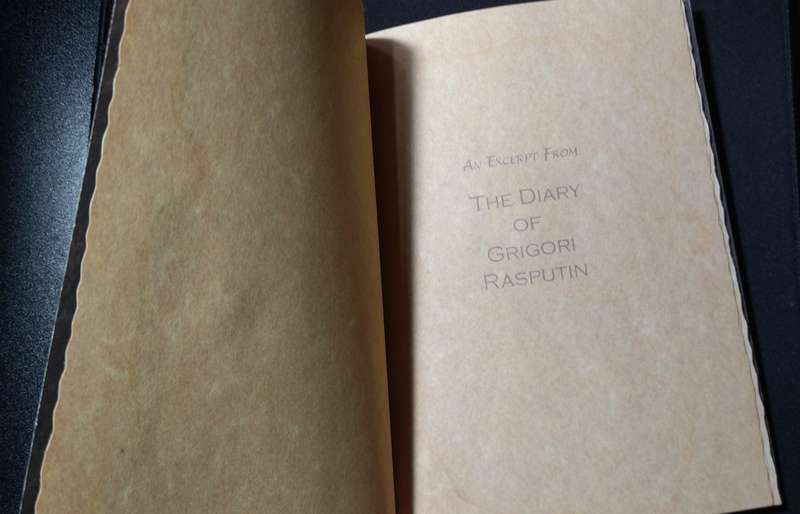 An Excerpt From
The Diary
of
Grigori
Rasputin